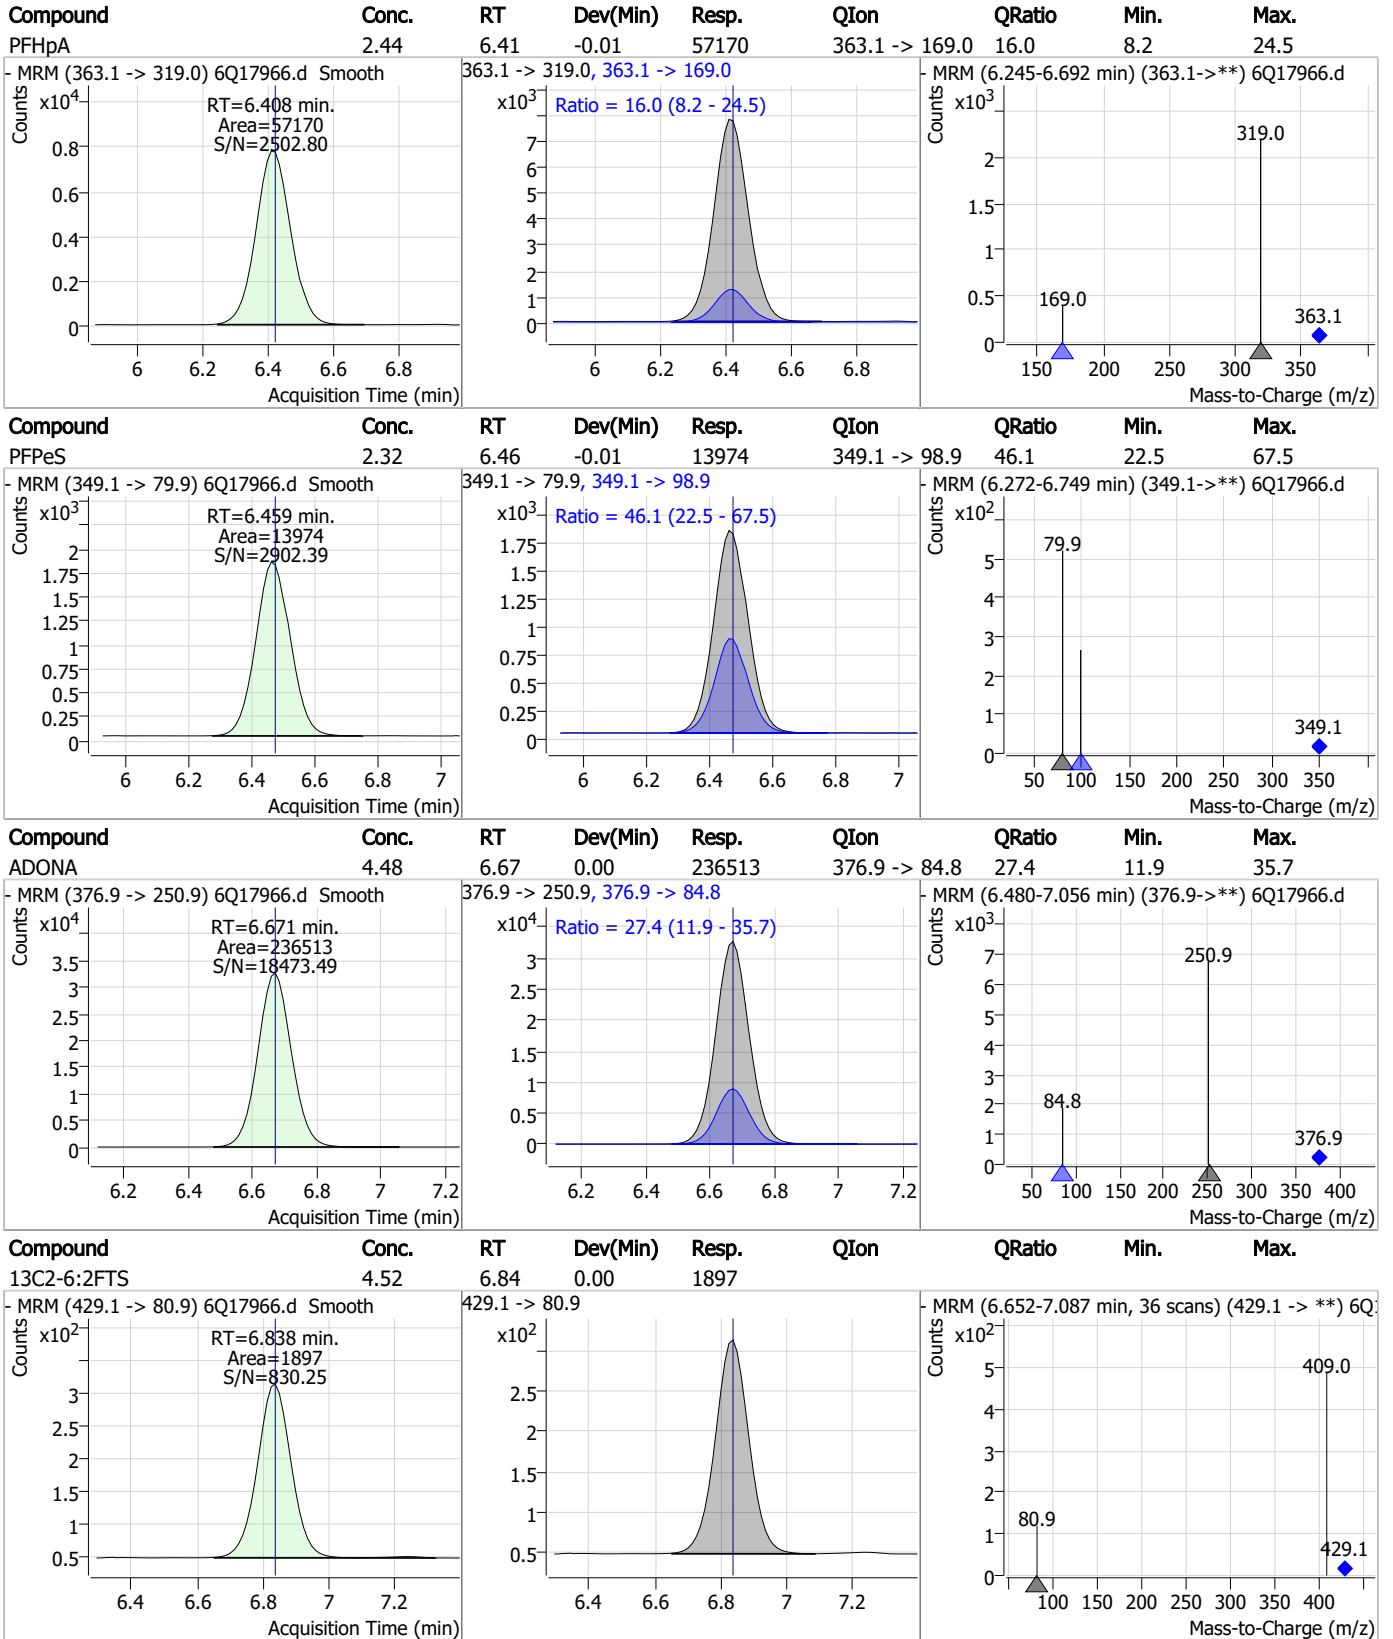 Compound Conc. RT Dev(Min) Resp. QIon QRatio Min. Max.
PFHpA 2.44 6.41 -0.01 57170 363.1 -> 169.0 16.0 8.2 24.5
- MRM (363.1 -> 319.0) 6Q17966.d Smooth
Counts
x10^4
RT=6.408 min.
Area=57170
S/N=2502.80
0.8
0.6
0.4
0.2
0
6 6.2 6.4 6.6 6.8
Acquisition Time (min)
363.1 -> 319.0, 363.1 -> 169.0
x10^3
Ratio = 16.0 (8.2 - 24.5)
7
6
5
4
3
2
1
0
6 6.2 6.4 6.6 6.8
- MRM (6.245-6.692 min) (363.1->**) 6Q17966.d
Counts
x10^3
319.0
2
1.5
1
0.5
0
169.0
363.1
150 200 250 300 350
Mass-to-Charge (m/z)
Compound Conc. RT Dev(Min) Resp. QIon QRatio Min. Max.
PFPeS 2.32 6.46 -0.01 13974 349.1 -> 98.9 46.1 22.5 67.5
- MRM (349.1 -> 79.9) 6Q17966.d Smooth
Counts
x10^3
RT=6.459 min.
Area=13974
S/N=2902.39
2
1.75
1.5
1.25
1
0.75
0.5
0.25
0
6 6.2 6.4 6.6 6.8 7
Acquisition Time (min)
349.1 -> 79.9, 349.1 -> 98.9
x10^3
Ratio = 46.1 (22.5 - 67.5)
1.75
1.5
1.25
1
0.75
0.5
0.25
0
6 6.2 6.4 6.6 6.8 7
- MRM (6.272-6.749 min) (349.1->**) 6Q17966.d
Counts
x10^2
79.9
5
4
3
2
1
0
349.1
50 100 150 200 250 300 350
Mass-to-Charge (m/z)
Compound Conc. RT Dev(Min) Resp. QIon QRatio Min. Max.
ADONA 4.48 6.67 0.00 236513 376.9 -> 84.8 27.4 11.9 35.7
- MRM (376.9 -> 250.9) 6Q17966.d Smooth
Counts
x10^4
RT=6.671 min.
Area=236513
S/N=18473.49
3.5
3
2.5
2
1.5
1
0.5
0
6.2 6.4 6.6 6.8 7 7.2
Acquisition Time (min)
376.9 -> 250.9, 376.9 -> 84.8
x10^4
Ratio = 27.4 (11.9 - 35.7)
3
2.5
2
1.5
1
0.5
0
6.2 6.4 6.6 6.8 7 7.2
- MRM (6.480-7.056 min) (376.9->**) 6Q17966.d
Counts
x10^3
250.9
7
6
5
4
3
2
1
0
84.8
376.9
50 100 150 200 250 300 350 400
Mass-to-Charge (m/z)
Compound Conc. RT Dev(Min) Resp. QIon QRatio Min. Max.
13C2-6:2FTS 4.52 6.84 0.00 1897
- MRM (429.1 -> 80.9) 6Q17966.d Smooth
Counts
x10^2
RT=6.838 min.
Area=1897
S/N=830.25
3
2.5
2
1.5
1
0.5
6.4 6.6 6.8 7 7.2
Acquisition Time (min)
429.1 -> 80.9
x10^2
2.5
2
1.5
1
0.5
6.4 6.6 6.8 7 7.2
- MRM (6.652-7.087 min, 36 scans) (429.1 -> **) 6Q1
Counts
x10^2
409.0
5
4
3
2
1
0
80.9
429.1
100 150 200 250 300 350 400
Mass-to-Charge (m/z)